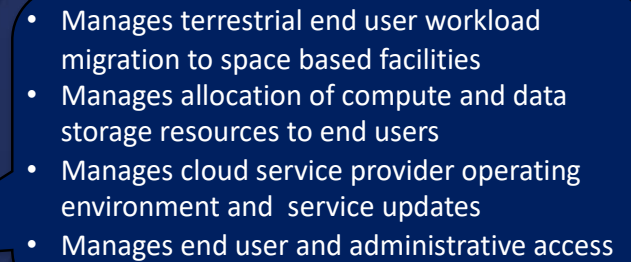 • Manages terrestrial end user workload
migration to space based facilities
• Manages allocation of compute and data
storage resources to end users
• Manages cloud service provider operating
environment and  service updates
• Manages end user and administrative access